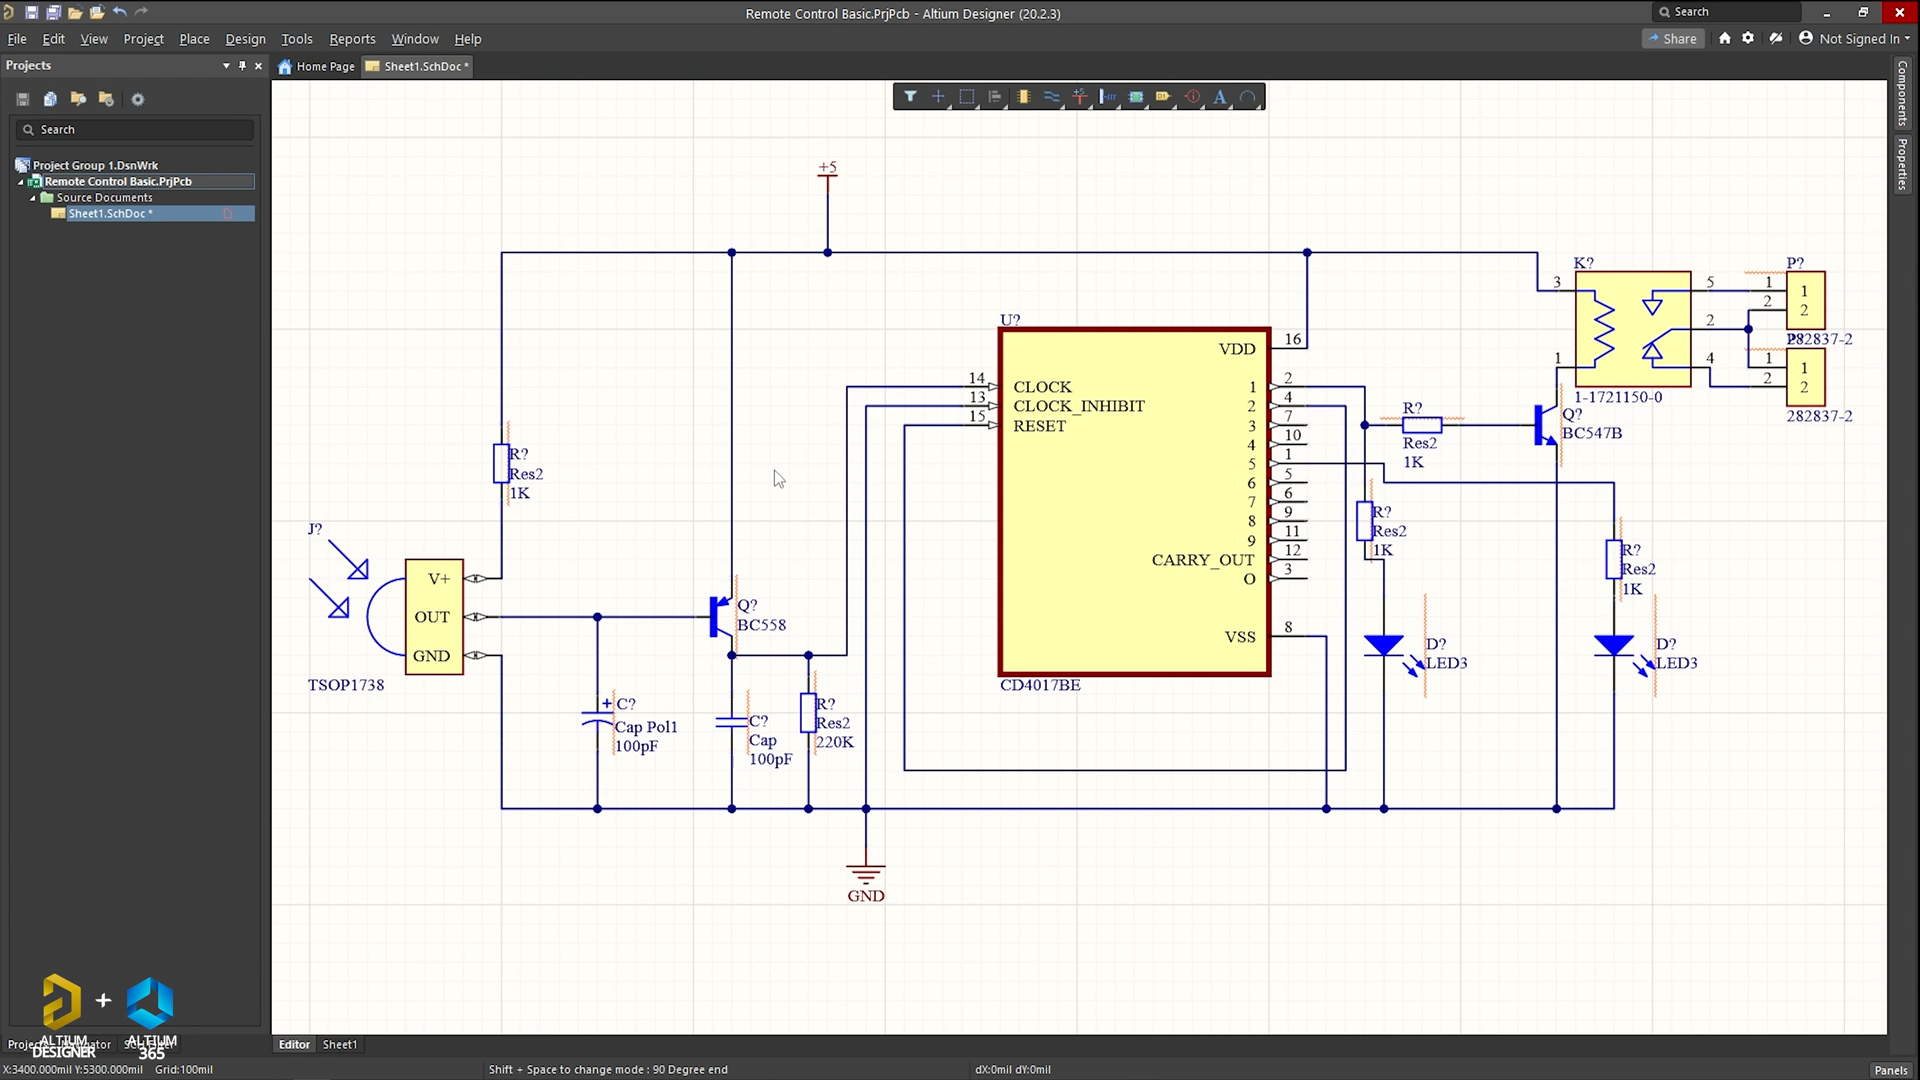 Remote Control Basic.PrjPcb - Altium Designer (20.2.3)
Search
File Edit View Project Place Design Tools Reports Window Help
Share
Not Signed In
Projects
Home Page
Sheet1.SchDoc *
Components
Properties
Search
Project Group 1.DsnWrk
Remote Control Basic.PrjPcb
Source Documents
Sheet1.SchDoc *
+5
R?
Res2
1K
J?
V+
OUT
GND
TSOP1738
C?
Cap Pol1
100pF
Q?
BC558
C?
Cap
100pF
R?
Res2
220K
GND
U?
14 CLOCK
13 CLOCK_INHIBIT
15 RESET
VDD 16
1 2
2 4
3 7
4 10
5 1
6 5
7 6
8 9
9 11
CARRY_OUT 12
O 3
VSS 8
CD4017BE
R?
Res2
1K
R?
Res2
1K
D?
LED3
Q?
BC547B
R?
Res2
1K
D?
LED3
K?
3
1
5
2
4
1-1721150-0
P?
1 1
2 2
282837-2
P?
1 1
2 2
282837-2
ALTIUM DESIGNER
+
ALTIUM 365
Editor
Sheet1
X:3400.000mil Y:5300.000mil Grid:100mil
Shift + Space to change mode : 90 Degree end
dX:0mil dY:0mil
Panels